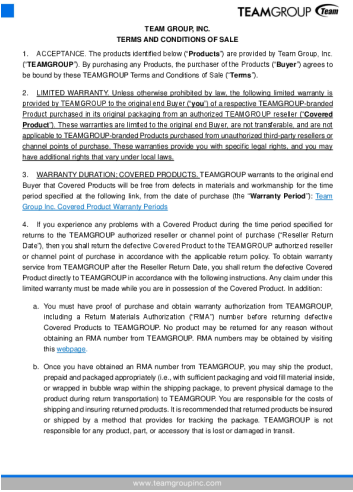 TEAMGROUP Team
TEAM GROUP, INC.
TERMS AND CONDITIONS OF SALE
1. ACCEPTANCE. The products identified below (“Products”) are provided by Team Group, Inc.
(“TEAMGROUP”). By purchasing any Products, the purchaser of the Products (“Buyer”) agrees to
be bound by these TEAMGROUP Terms and Conditions of Sale (“Terms”).
2. LIMITED WARRANTY. Unless otherwise prohibited by law, the following limited warranty is
provided by TEAMGROUP to the original end Buyer (“you”) of a respective TEAMGROUP-branded
Product purchased in its original packaging from an authorized TEAMGROUP reseller (“Covered
Product”). These warranties are limited to the original end Buyer, are not transferable, and are not
applicable to TEAMGROUP-branded Products purchased from unauthorized third-party resellers or
channel points of purchase. These warranties provide you with specific legal rights, and you may
have additional rights that vary under local laws.
3. WARRANTY DURATION; COVERED PRODUCTS. TEAMGROUP warrants to the original end
Buyer that Covered Products will be free from defects in materials and workmanship for the time
period specified at the following link, from the date of purchase (the “Warranty Period”): Team
Group Inc. Covered Product Warranty Periods
4. If you experience any problems with a Covered Product during the time period specified for
returns to the TEAMGROUP authorized reseller or channel point of purchase (“Reseller Return
Date”), then you shall return the defective Covered Product to the TEAMGROUP authorized reseller
or channel point of purchase in accordance with the applicable return policy. To obtain warranty
service from TEAMGROUP after the Reseller Return Date, you shall return the defective Covered
Product directly to TEAMGROUP in accordance with the following instructions. Any claim under this
limited warranty must be made while you are in possession of the Covered Product. In addition:
a. You must have proof of purchase and obtain warranty authorization from TEAMGROUP,
including a Return Materials Authorization (“RMA”) number before returning defective
Covered Products to TEAMGROUP. No product may be returned for any reason without
obtaining an RMA number from TEAMGROUP. RMA numbers may be obtained by visiting
this webpage.
b. Once you have obtained an RMA number from TEAMGROUP, you may ship the product,
prepaid and packaged appropriately (i.e., with sufficient packaging and void fill material inside,
or wrapped in bubble wrap within the shipping package, to prevent physical damage to the
product during return transportation) to TEAMGROUP. You are responsible for the costs of
shipping and insuring returned products. It is recommended that returned products be insured
or shipped by a method that provides for tracking the package. TEAMGROUP is not
responsible for any product, part, or accessory that is lost or damaged in transit.
www.teamgroupinc.com